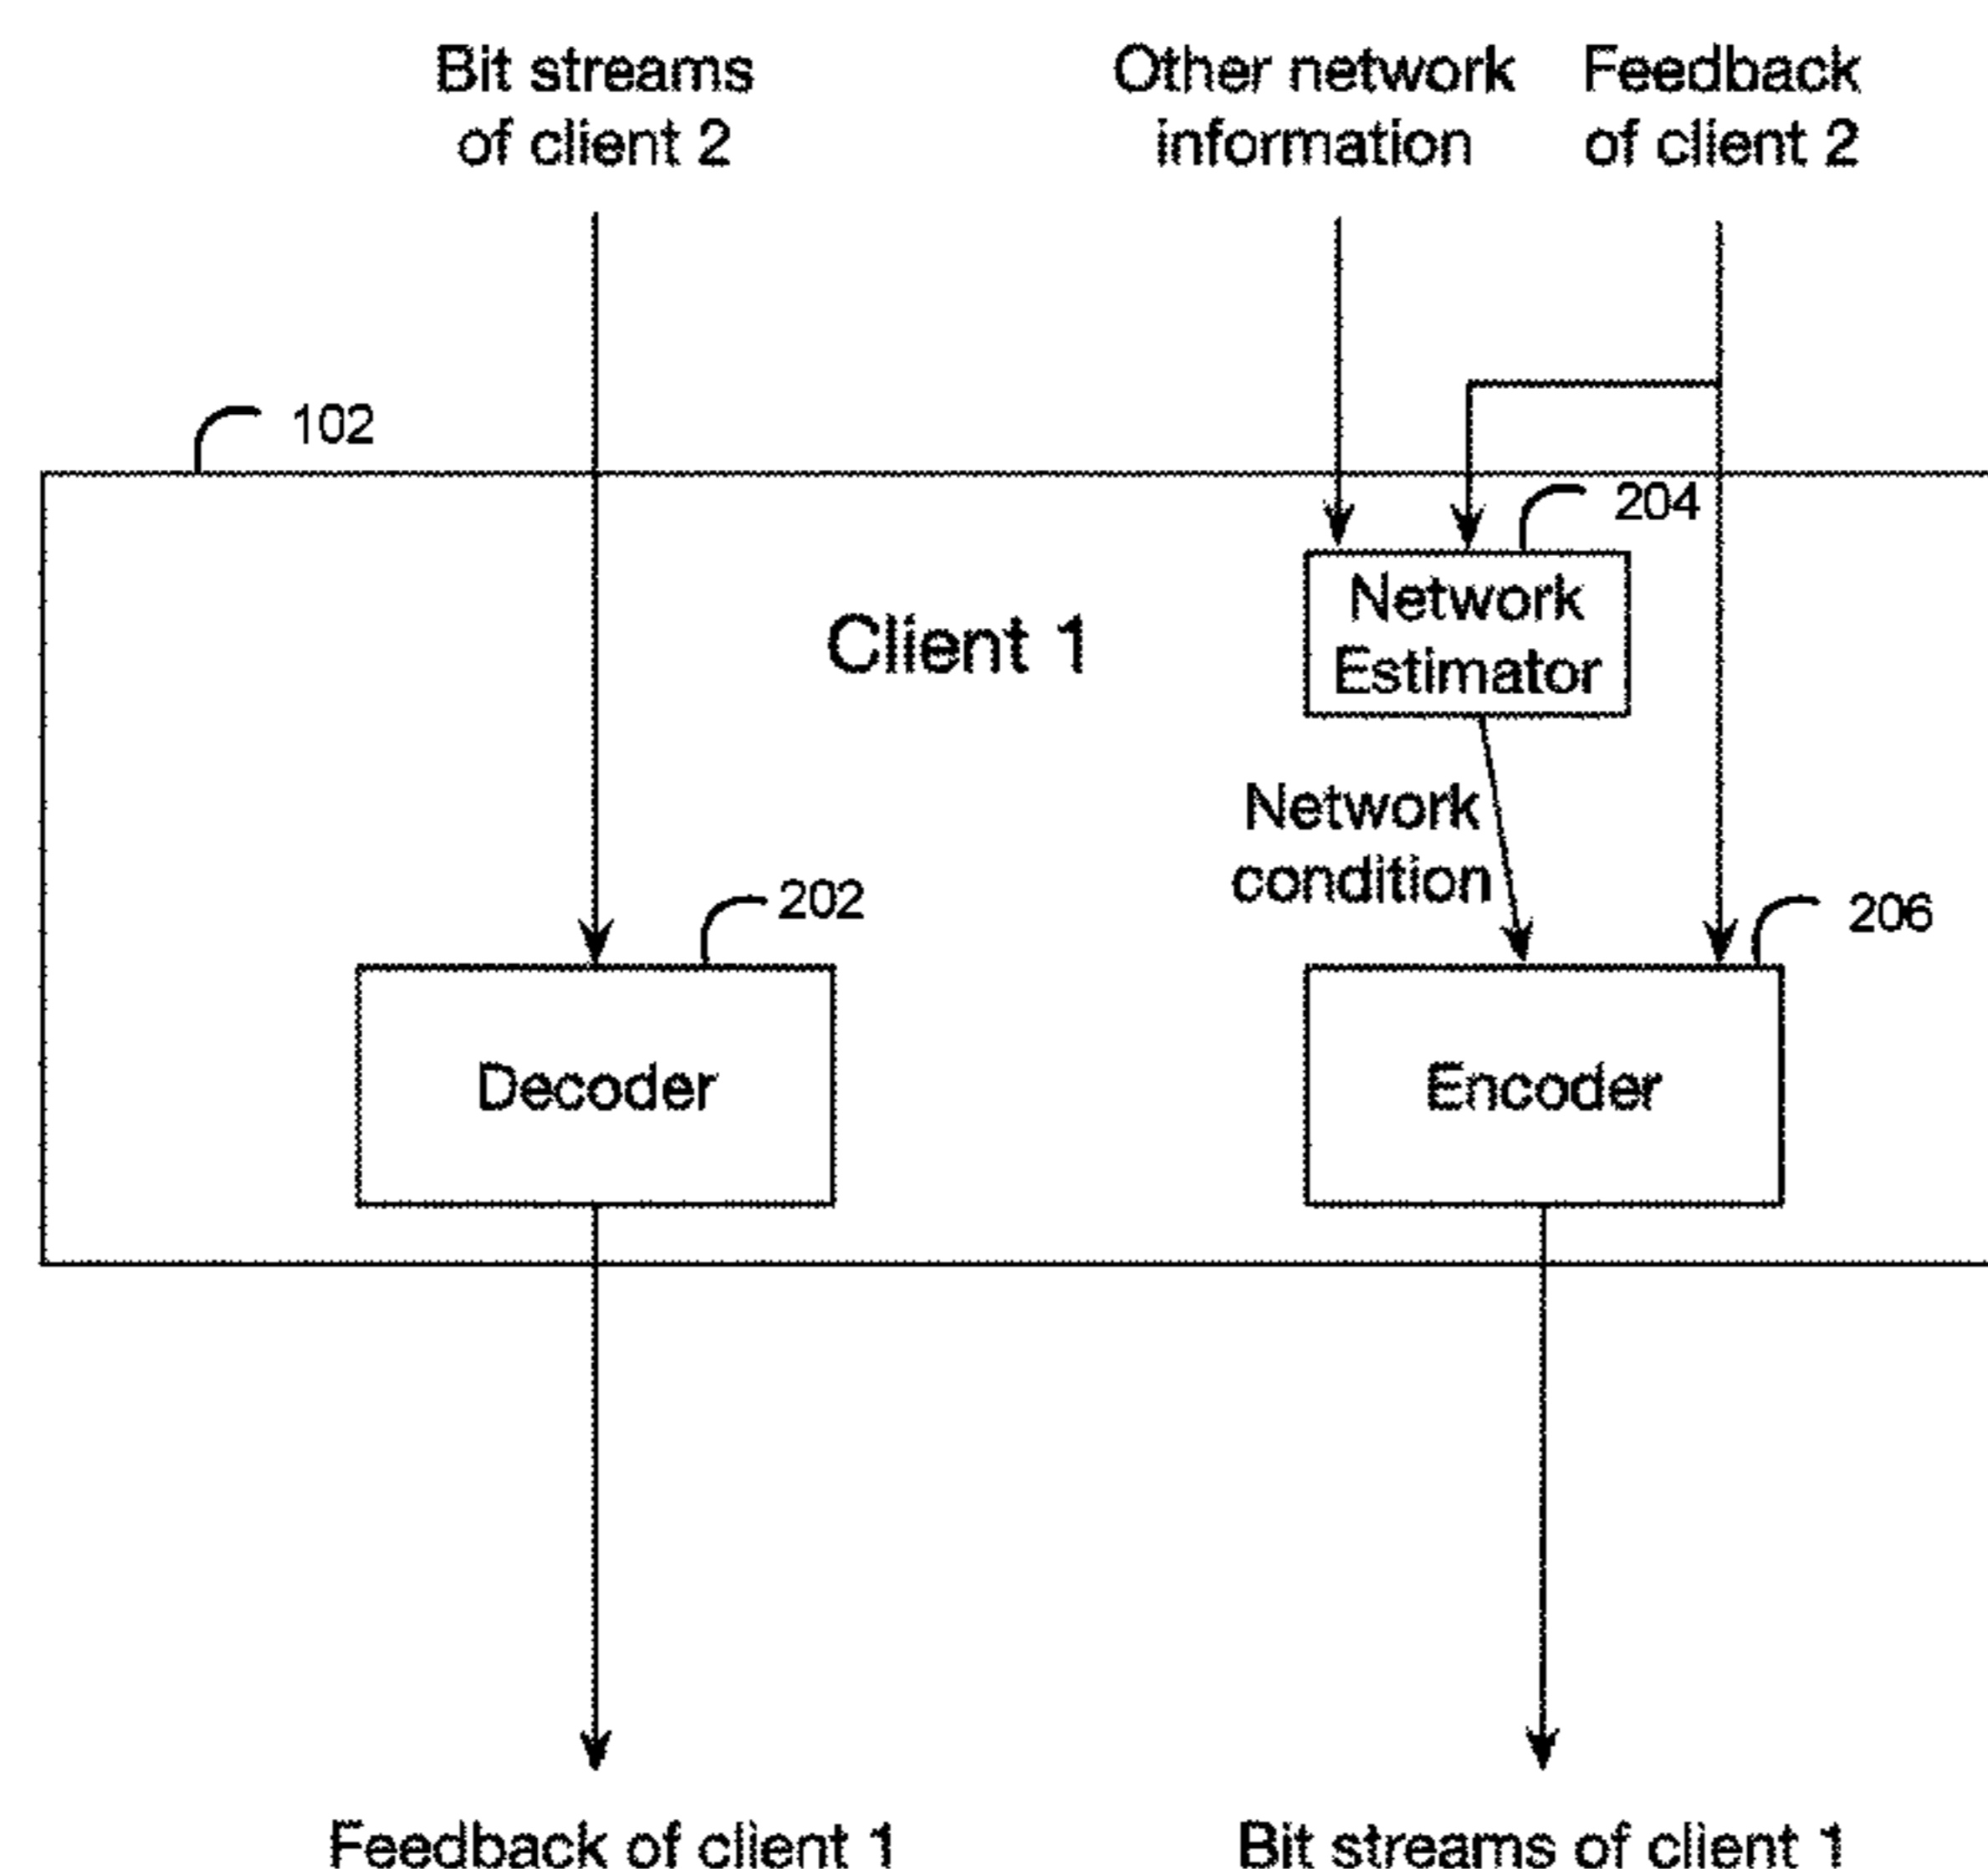 Bit streams
of client 2
Other network
information
Feedback
of client 2
102
204
Network
Estimator
Client 1
Network
condition
202
206
Decoder
Encoder
Feedback of client 1
Bit streams of client 1